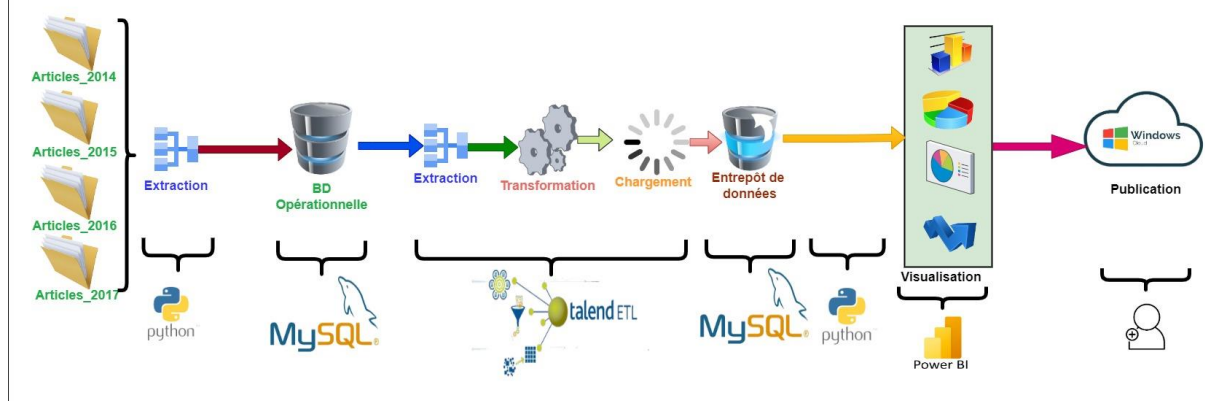 Articles_2014
Articles_2015
Articles_2016
Articles_2017
Extraction
BD
Opérationnelle
Extraction
Transformation
Chargement
Entrepôt de
données
Visualisation
Windows
Cloud
Publication
python
MySQL
talend ETL
MySQL
python
Power BI